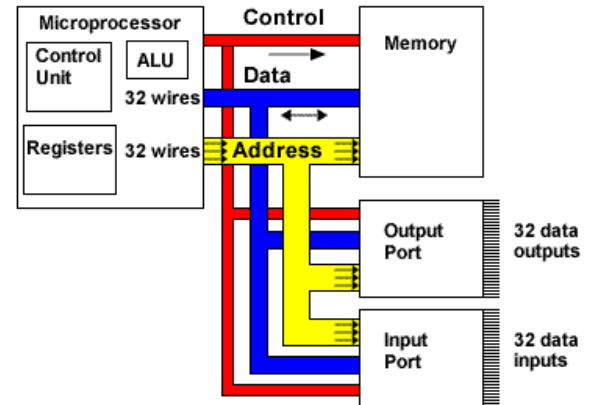 Microprocessor
Control
Unit
ALU
32 wires
Registers
32 wires
Control
Data
Address
Memory
Output
Port
32 data
outputs
Input
Port
32 data
inputs